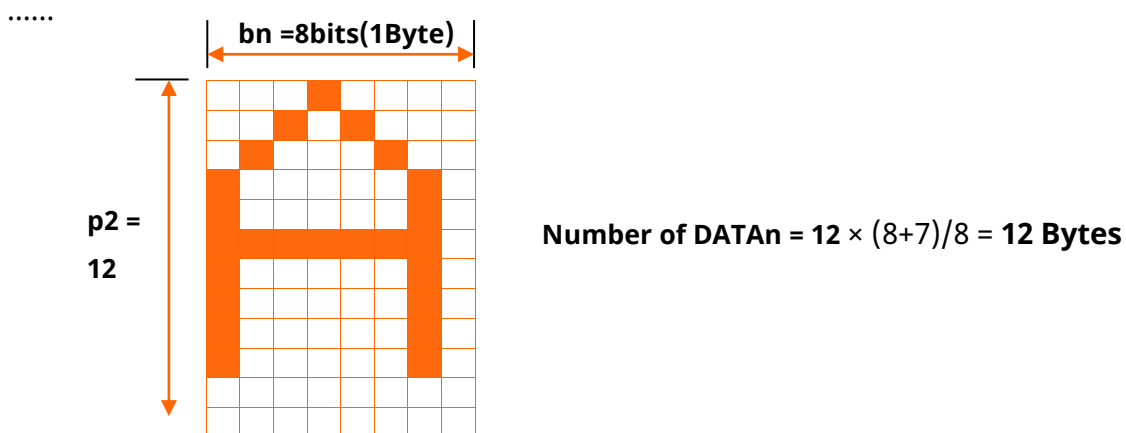 ......
bn =8bits(1Byte)
p2 =
12
Number of DATAn = 12 × (8+7)/8 = 12 Bytes